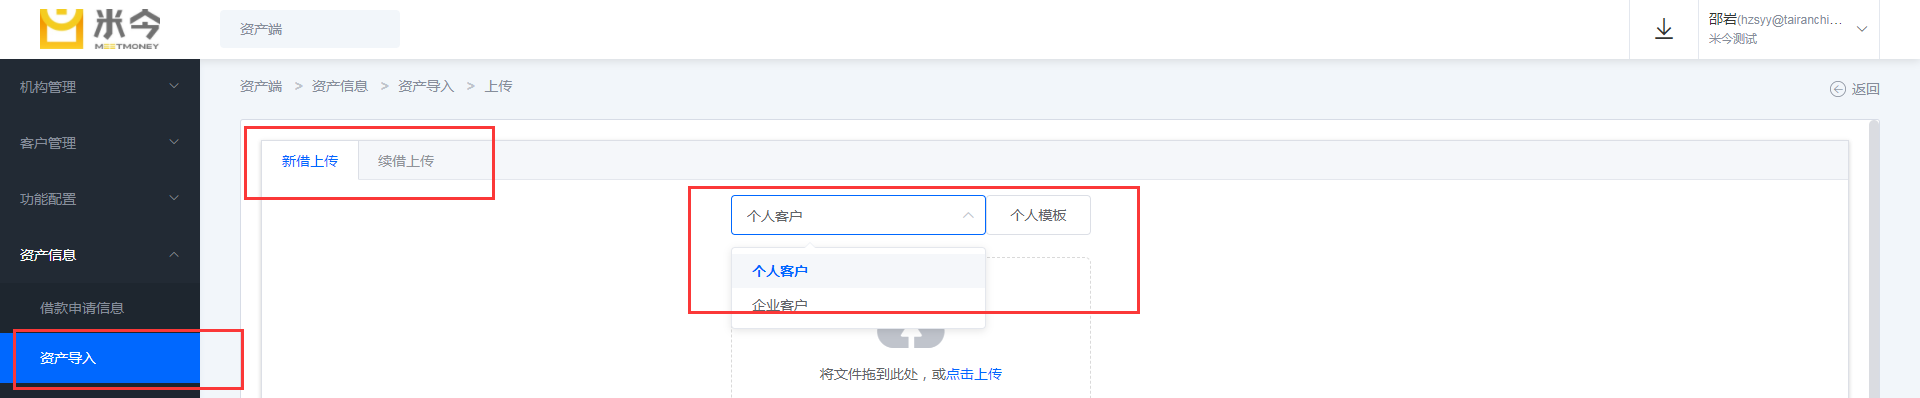 米今
MEETMONEY
资产端
邵岩(hzsyy@tairanchi...
米今测试
机构管理
客户管理
功能配置
资产信息
借款申请信息
资产导入
资产端 > 资产信息 > 资产导入 > 上传
返回
新借上传 续借上传
个人客户 个人模板
个人客户
企业客户
将文件拖到此处，或点击上传